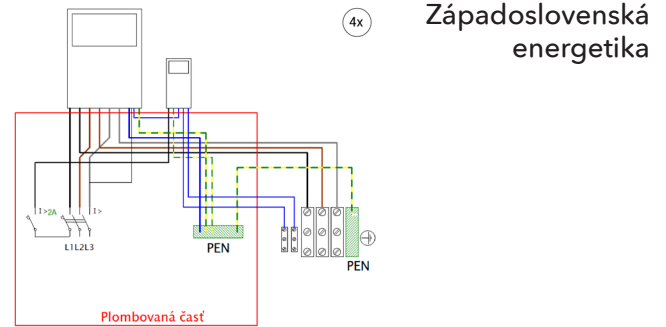 4x
Západoslovenská
energetika
I>2A
I>
L1L2L3
PEN
PEN
Plombovaná časť